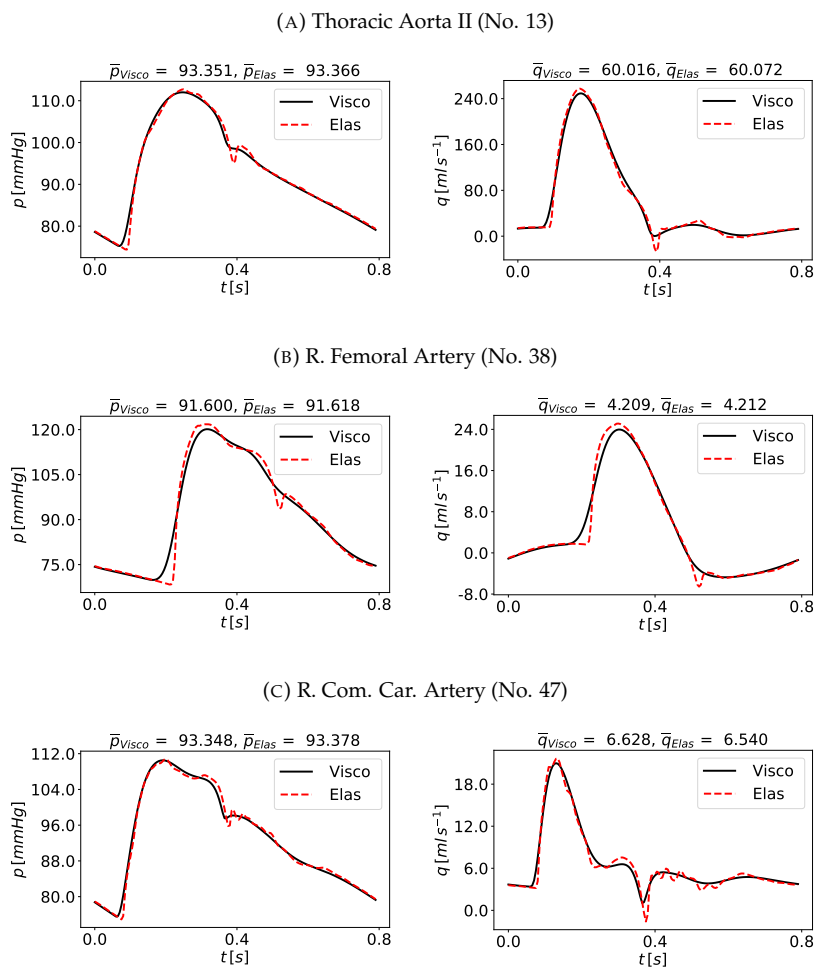 (A) Thoracic Aorta II (No. 13)
p̅Visco = 93.351, p̅Elas = 93.366
110.0
100.0
90.0
80.0
p [mmHg]
Visco
Elas
0.0 0.4 0.8
t [s]
q̅Visco = 60.016, q̅Elas = 60.072
240.0
160.0
80.0
0.0
q [ml s⁻¹]
Visco
Elas
0.0 0.4 0.8
t [s]
(B) R. Femoral Artery (No. 38)
p̅Visco = 91.600, p̅Elas = 91.618
120.0
105.0
90.0
75.0
p [mmHg]
Visco
Elas
0.0 0.4 0.8
t [s]
q̅Visco = 4.209, q̅Elas = 4.212
24.0
16.0
8.0
0.0
-8.0
q [ml s⁻¹]
Visco
Elas
0.0 0.4 0.8
t [s]
(C) R. Com. Car. Artery (No. 47)
p̅Visco = 93.348, p̅Elas = 93.378
112.0
104.0
96.0
88.0
80.0
p [mmHg]
Visco
Elas
0.0 0.4 0.8
t [s]
q̅Visco = 6.628, q̅Elas = 6.540
18.0
12.0
6.0
0.0
q [ml s⁻¹]
Visco
Elas
0.0 0.4 0.8
t [s]